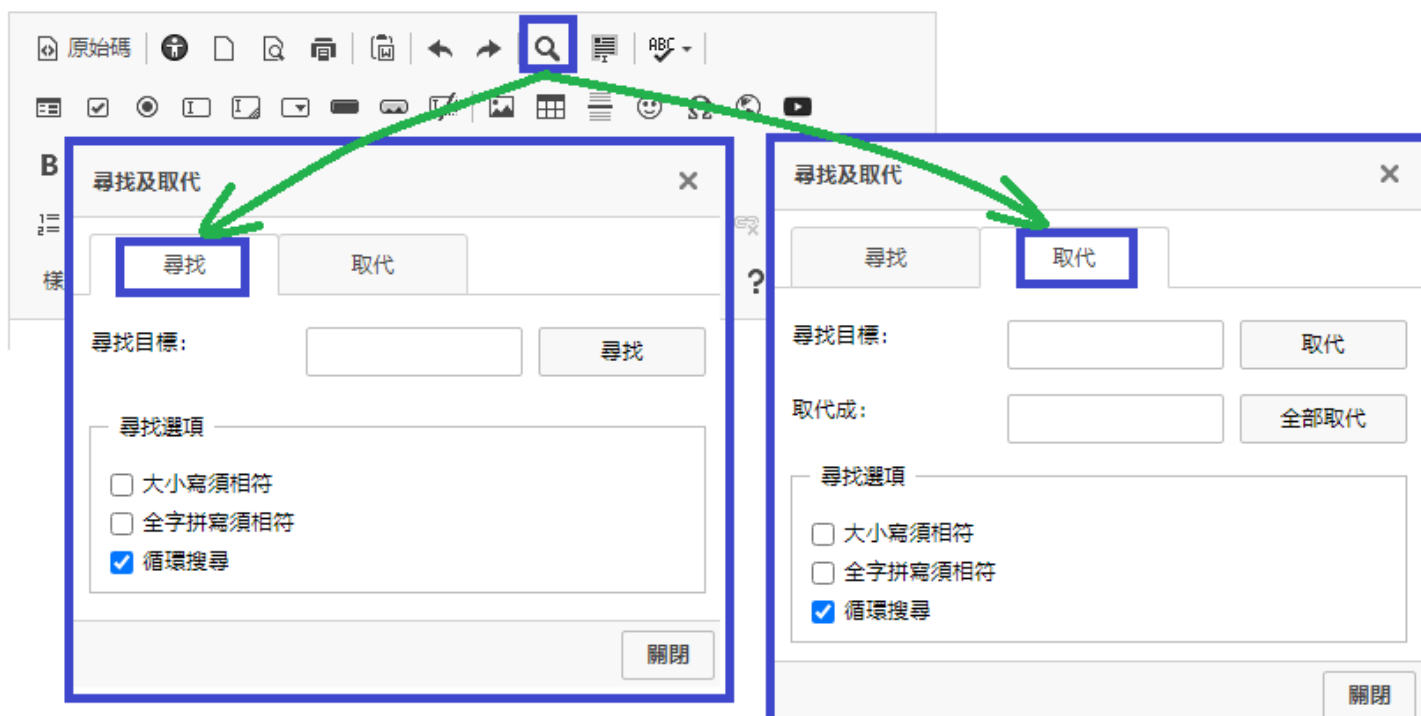 原始碼
ABC
B
樣
?
尋找及取代
尋找
取代
尋找目標:
尋找
尋找選項
大小寫須相符
全字拼寫須相符
循環搜尋
關閉
尋找及取代
尋找
取代
尋找目標:
取代
取代成:
全部取代
尋找選項
大小寫須相符
全字拼寫須相符
循環搜尋
關閉